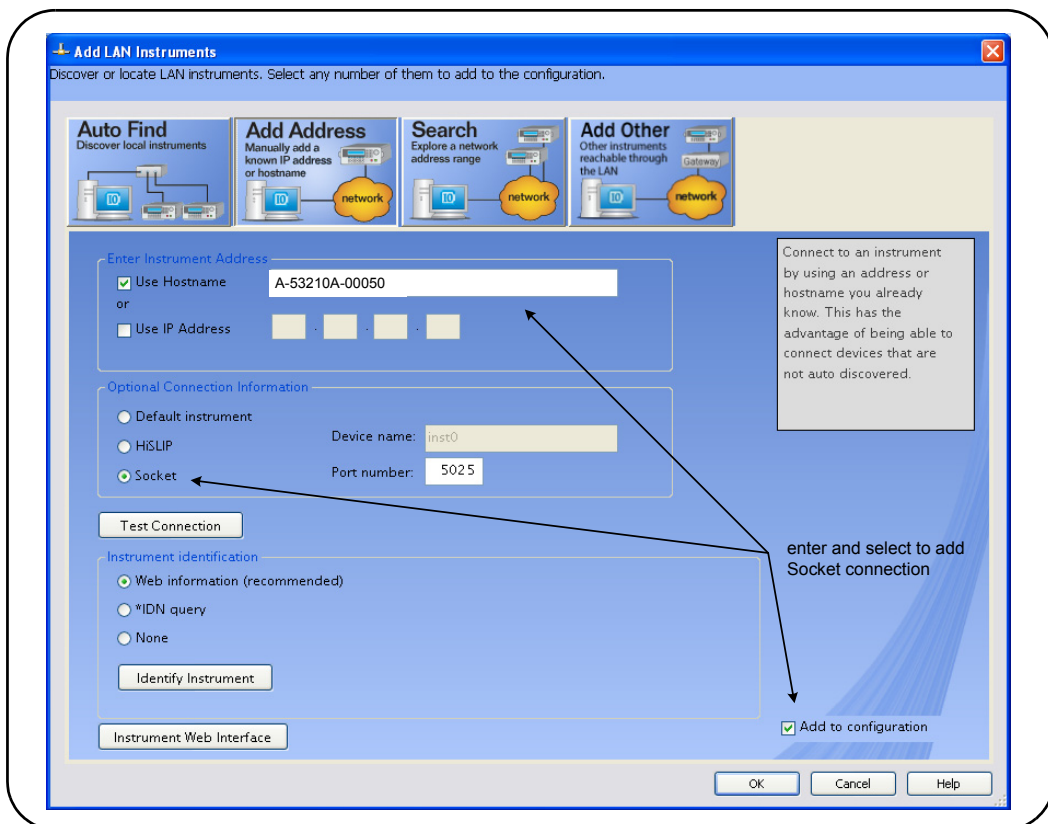 Add LAN Instruments
Discover or locate LAN instruments. Select any number of them to add to the configuration.
Auto Find
Discover local instruments
Add Address
Manually add a
known IP address
or hostname
network
Search
Explore a network
address range
network
Add Other
Other instruments
reachable through
the LAN
Gateway
network
Enter Instrument Address
Use Hostname
A-53210A-00050
or
Use IP Address
. . .
Connect to an instrument
by using an address or
hostname you already
know. This has the
advantage of being able to
connect devices that are
not auto discovered.
Optional Connection Information
Default instrument
HiSLIP
Device name: inst0
Socket
Port number: 5025
Test Connection
enter and select to add
Socket connection
Instrument identification
Web information (recommended)
*IDN query
None
Identify Instrument
Instrument Web Interface
Add to configuration
OK
Cancel
Help